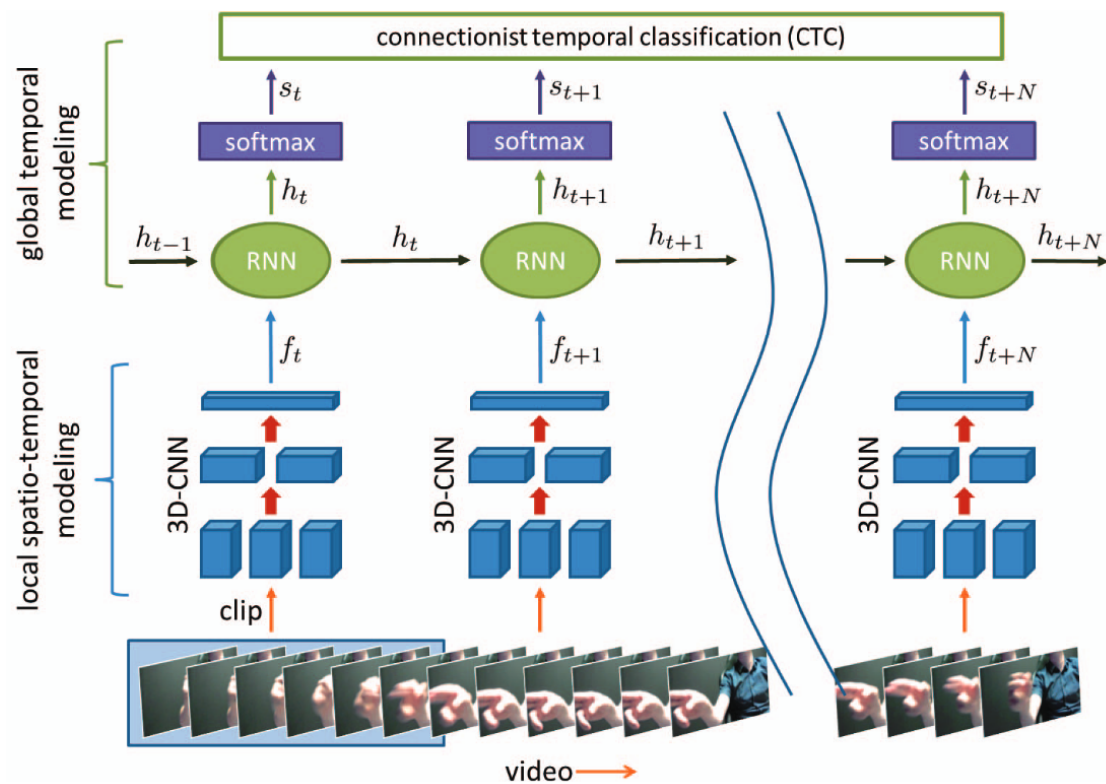 connectionist temporal classification (CTC)
s_t
s_{t+1}
s_{t+N}
softmax
softmax
softmax
h_t
h_{t+1}
h_{t+N}
h_{t-1}
RNN
h_t
RNN
h_{t+1}
RNN
h_{t+N}
global temporal
modeling
f_t
f_{t+1}
f_{t+N}
3D-CNN
3D-CNN
3D-CNN
local spatio-temporal
modeling
clip
video